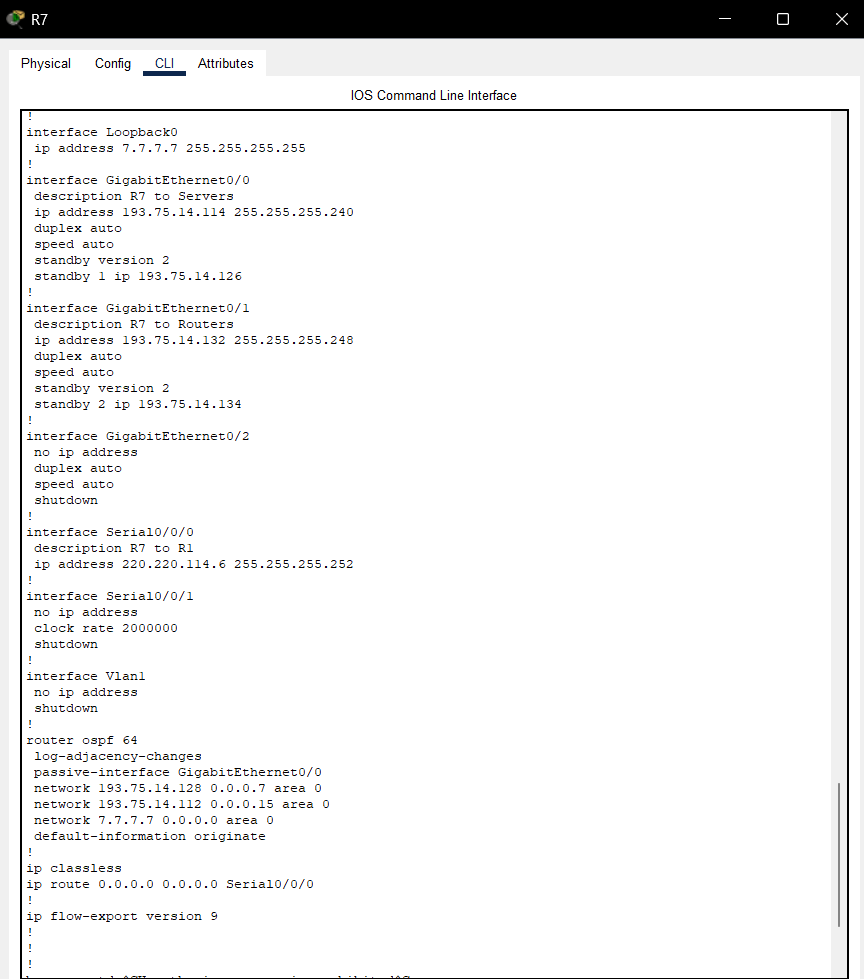 R7
Physical Config CLI Attributes
IOS Command Line Interface
!
interface Loopback0
ip address 7.7.7.7 255.255.255.255
!
interface GigabitEthernet0/0
description R7 to Servers
ip address 193.75.14.114 255.255.255.240
duplex auto
speed auto
standby version 2
standby 1 ip 193.75.14.126
!
interface GigabitEthernet0/1
description R7 to Routers
ip address 193.75.14.132 255.255.255.248
duplex auto
speed auto
standby version 2
standby 2 ip 193.75.14.134
!
interface GigabitEthernet0/2
no ip address
duplex auto
speed auto
shutdown
!
interface Serial0/0/0
description R7 to R1
ip address 220.220.114.6 255.255.255.252
!
interface Serial0/0/1
no ip address
clock rate 2000000
shutdown
!
interface Vlan1
no ip address
shutdown
!
router ospf 64
log-adjacency-changes
passive-interface GigabitEthernet0/0
network 193.75.14.128 0.0.0.7 area 0
network 193.75.14.112 0.0.0.15 area 0
network 7.7.7.7 0.0.0.0 area 0
default-information originate
!
ip classless
ip route 0.0.0.0 0.0.0.0 Serial0/0/0
!
ip flow-export version 9
!
!
!